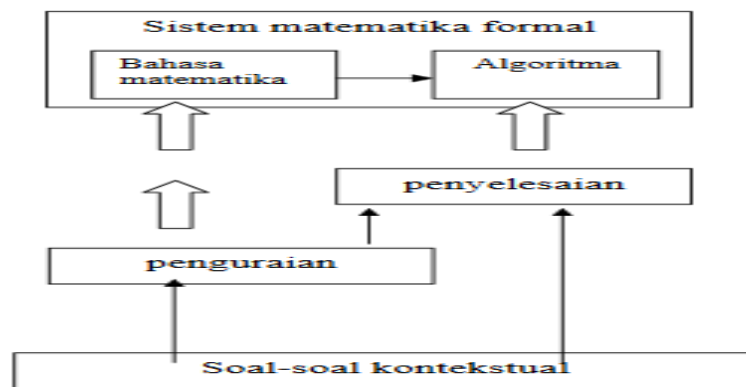 Sistem matematika formal
Bahasa
matematika
Algoritma
penyelesaian
penguraian
Soal-soal kontekstual